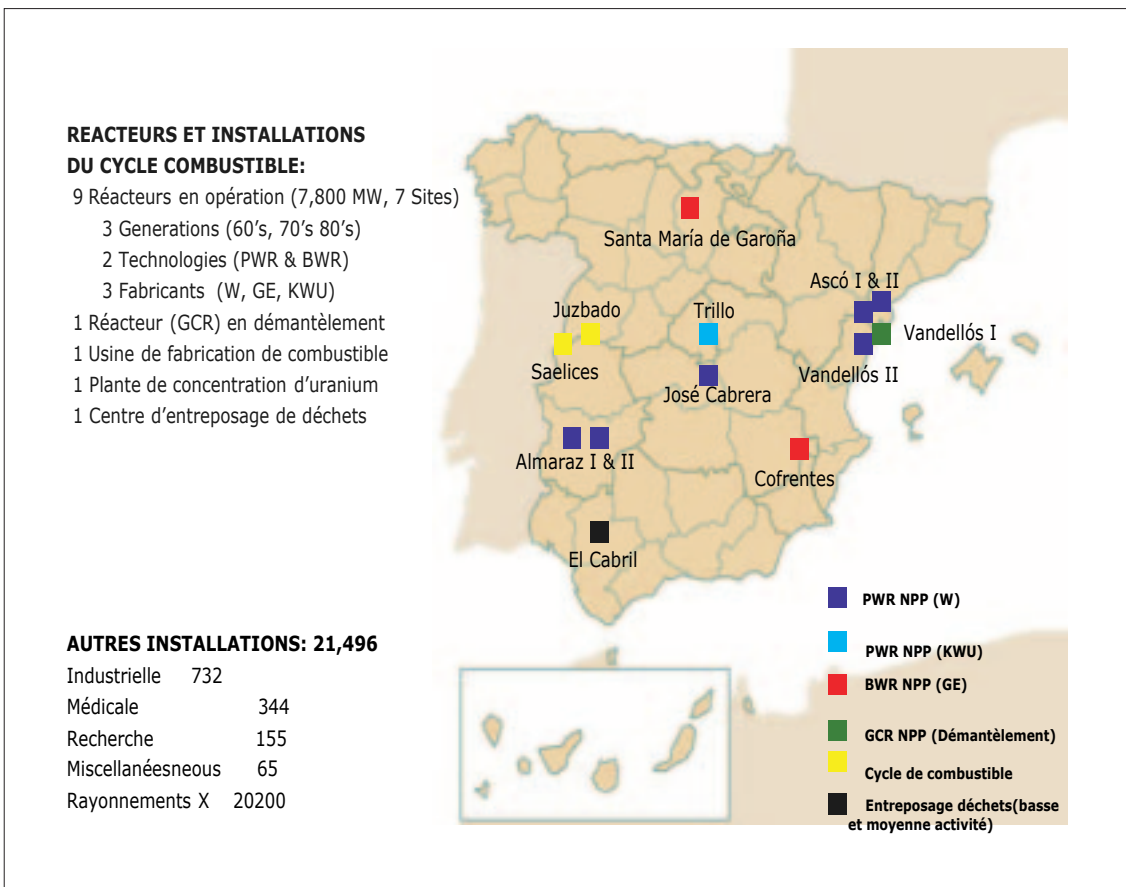 REACTEURS ET INSTALLATIONS
DU CYCLE COMBUSTIBLE:
9 Réacteurs en opération (7,800 MW, 7 Sites)
3 Generations (60's, 70's 80's)
2 Technologies (PWR & BWR)
3 Fabricants (W, GE, KWU)
1 Réacteur (GCR) en démantèlement
1 Usine de fabrication de combustible
1 Plante de concentration d'uranium
1 Centre d'entreposage de déchets
AUTRES INSTALLATIONS: 21,496
Industrielle 732
Médicale 344
Recherche 155
Miscellanéesneous 65
Rayonnements X 20200
Santa María de Garoña
Ascó I & II
Juzbado
Trillo
Vandellós I
Saelices
Vandellós II
José Cabrera
Almaraz I & II
Cofrentes
El Cabril
PWR NPP (W)
PWR NPP (KWU)
BWR NPP (GE)
GCR NPP (Démantèlement)
Cycle de combustible
Entreposage déchets(basse
et moyenne activité)